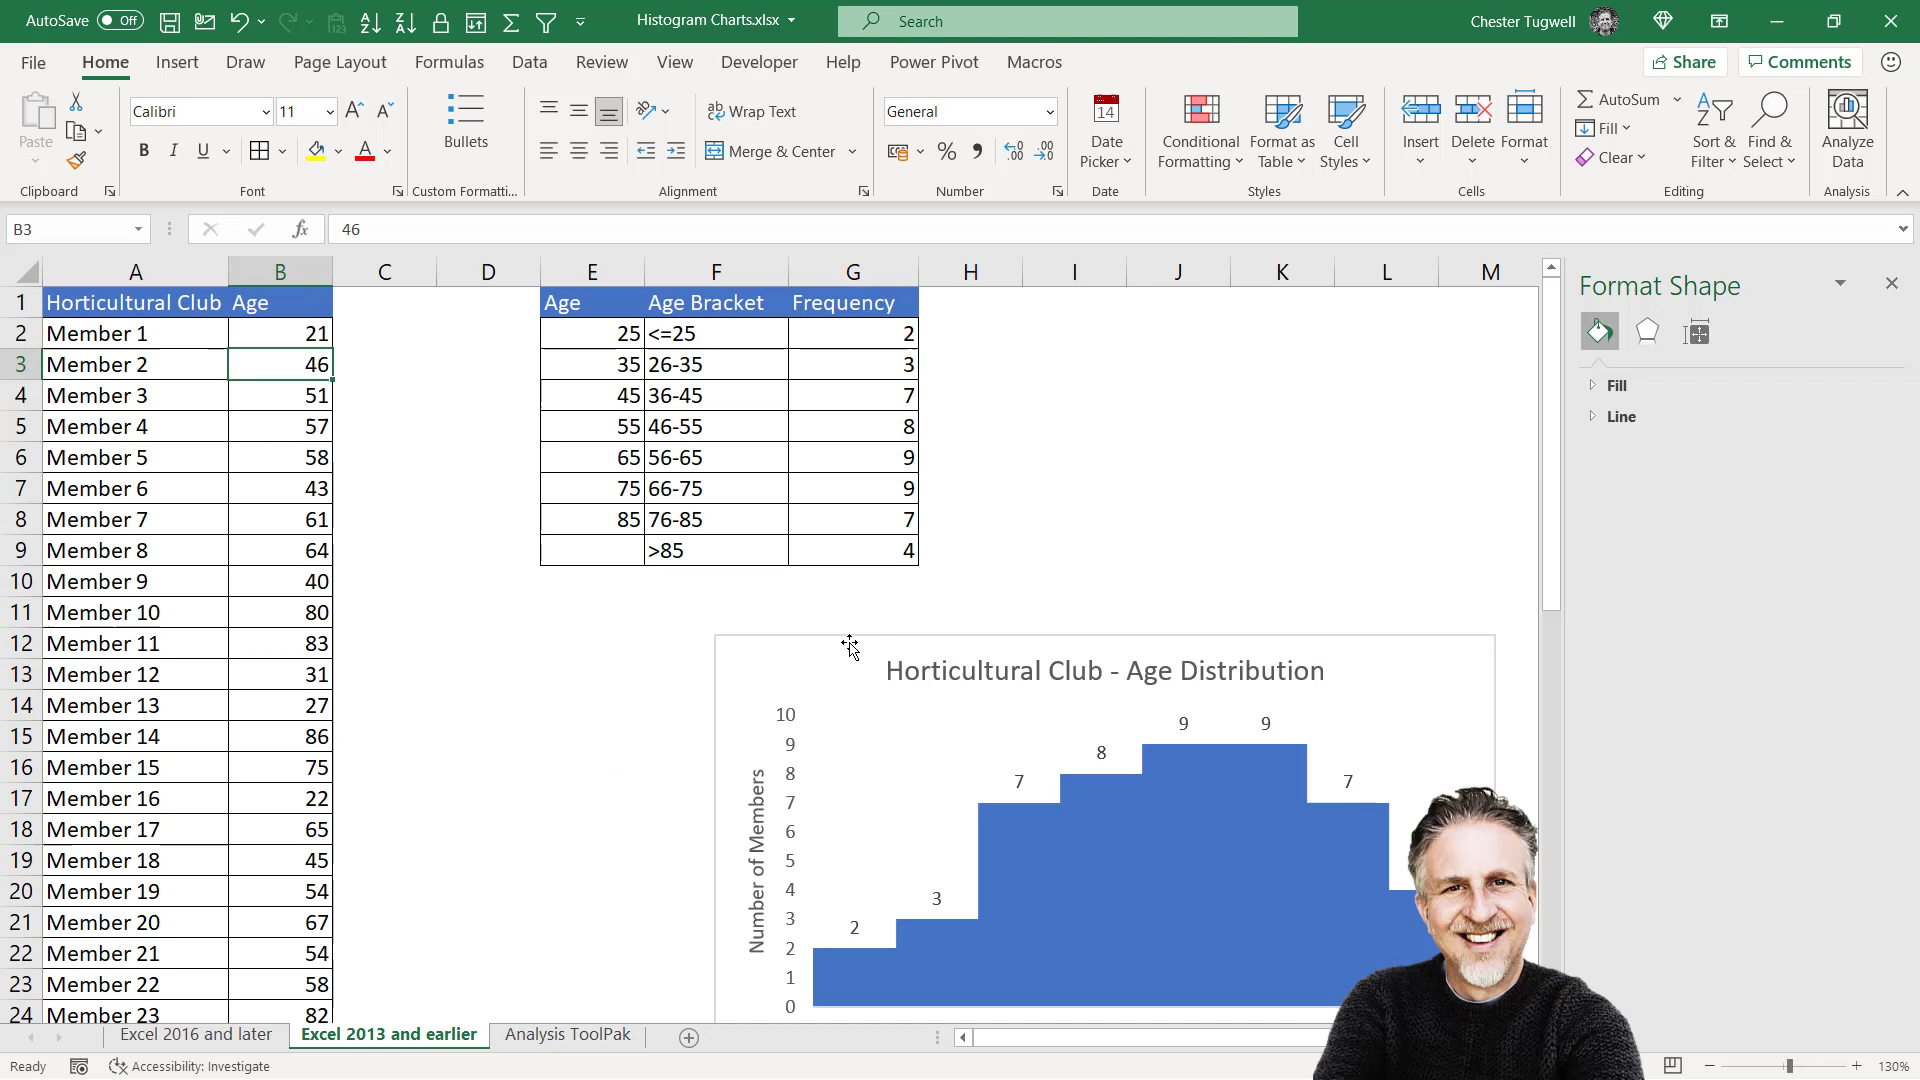 AutoSave Off Histogram Charts.xlsx Search Chester Tugwell
File Home Insert Draw Page Layout Formulas Data Review View Developer Help Power Pivot Macros Share Comments
Paste Calibri 11 Bullets Wrap Text General
B I U A Merge & Center % 9
14 Date Picker Conditional Formatting Format as Table Cell Styles Insert Delete Format AutoSum Fill Clear Sort & Filter Find & Select Analyze Data
Clipboard Font Custom Formatti... Alignment Number Date Styles Cells Editing Analysis
B3 fx 46
A B C D E F G H I J K L M
1 Horticultural Club Age Age Age Bracket Frequency
2 Member 1 21 25 <=25 2
3 Member 2 46 35 26-35 3
4 Member 3 51 45 36-45 7
5 Member 4 57 55 46-55 8
6 Member 5 58 65 56-65 9
7 Member 6 43 75 66-75 9
8 Member 7 61 85 76-85 7
9 Member 8 64 >85 4
10 Member 9 40
11 Member 10 80
12 Member 11 83
13 Member 12 31
14 Member 13 27
15 Member 14 86
16 Member 15 75
17 Member 16 22
18 Member 17 65
19 Member 18 45
20 Member 19 54
21 Member 20 67
22 Member 21 54
23 Member 22 58
24 Member 23 82
Horticultural Club - Age Distribution
Number of Members
10
9
8
7
6
5
4
3
2
1
0
2 3 7 8 9 9 7
Format Shape
Fill
Line
Excel 2016 and later Excel 2013 and earlier Analysis ToolPak
Ready Accessibility: Investigate 130%